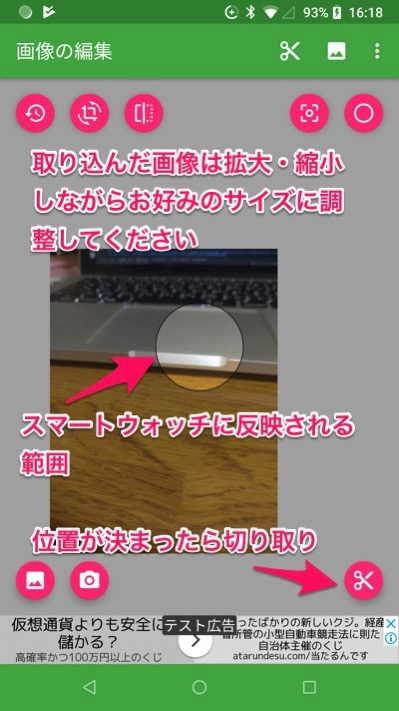 93% 16:18
画像の編集
取り込んだ画像は拡大・縮小
しながらお好みのサイズに調
整してください
スマートウォッチに反映される
範囲
位置が決まったら切り取り
テスト広告
仮想通貨よりも安全に
儲かる?
高確率かつ100万円以上のくじ
ったばかりの新しいクジ。経産
習所管の小型自動車競走法に則た
自治体主催のくじ
atarundesu.com/当たるんです